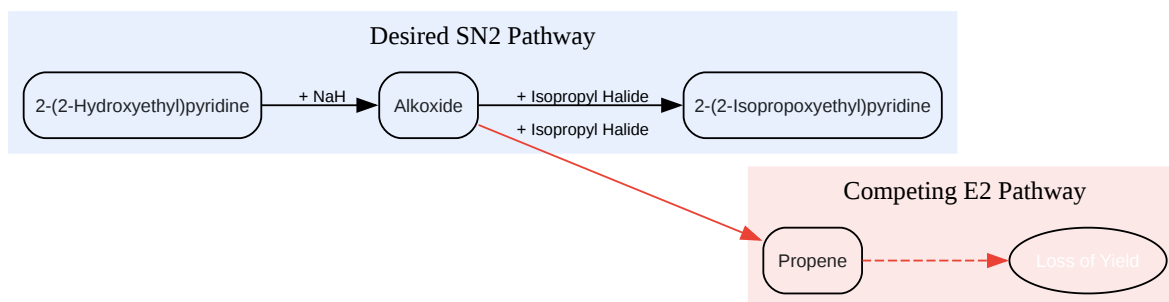 Desired SN2 Pathway
2-(2-Hydroxyethyl)pyridine
+ NaH
Alkoxide
+ Isopropyl Halide
2-(2-Isopropoxyethyl)pyridine
+ Isopropyl Halide
Competing E2 Pathway
Propene
Loss of Yield